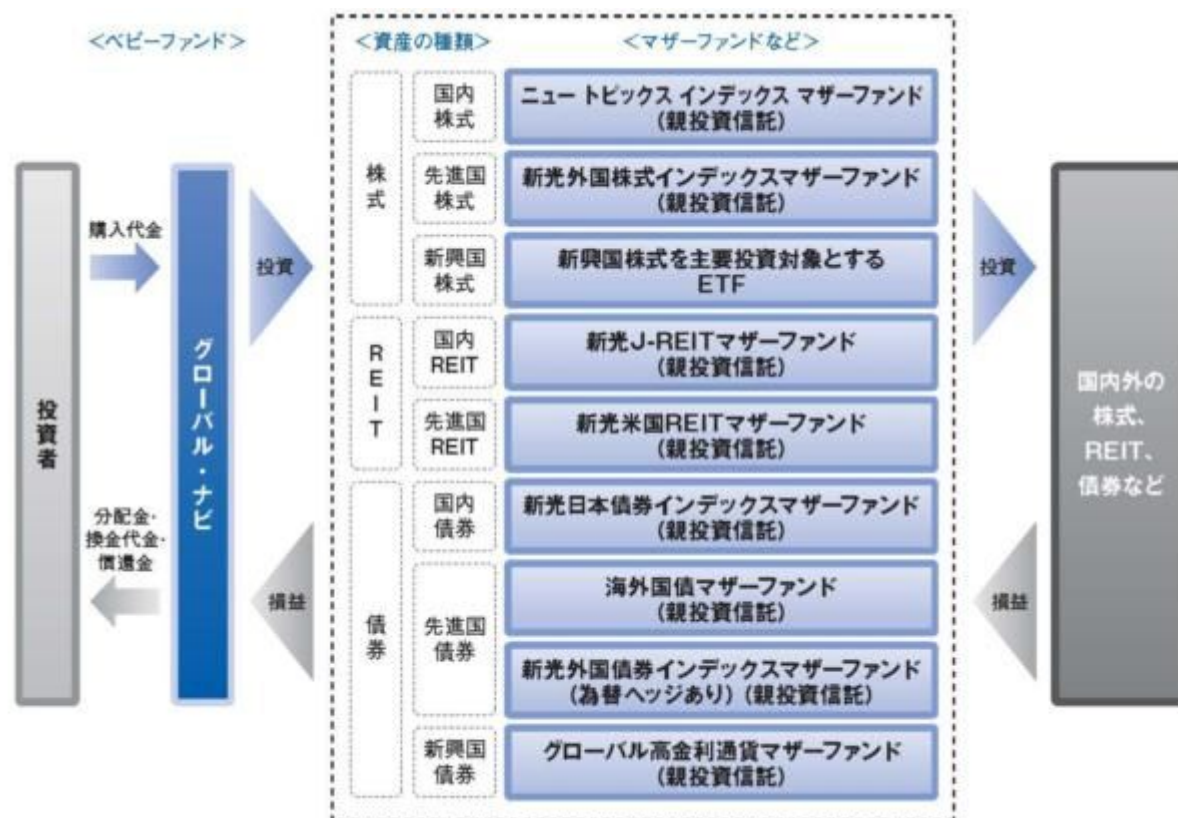 <ベビーファンド>
<資産の種類>
<マザーファンドなど>
投資者
購入代金
分配金・
換金代金・
償還金
グローバル・ナビ
投資
損益
株式
国内
株式
ニュー トピックス インデックス マザーファンド
(親投資信託)
先進国
株式
新光外国株式インデックスマザーファンド
(親投資信託)
新興国
株式
新興国株式を主要投資対象とする
ETF
REIT
国内
REIT
新光J-REITマザーファンド
(親投資信託)
先進国
REIT
新光米国REITマザーファンド
(親投資信託)
債券
国内
債券
新光日本債券インデックスマザーファンド
(親投資信託)
先進国
債券
海外国債マザーファンド
(親投資信託)
新光外国債券インデックスマザーファンド
(為替ヘッジあり) (親投資信託)
新興国
債券
グローバル高金利通貨マザーファンド
(親投資信託)
投資
損益
国内外の
株式、
REIT、
債券など